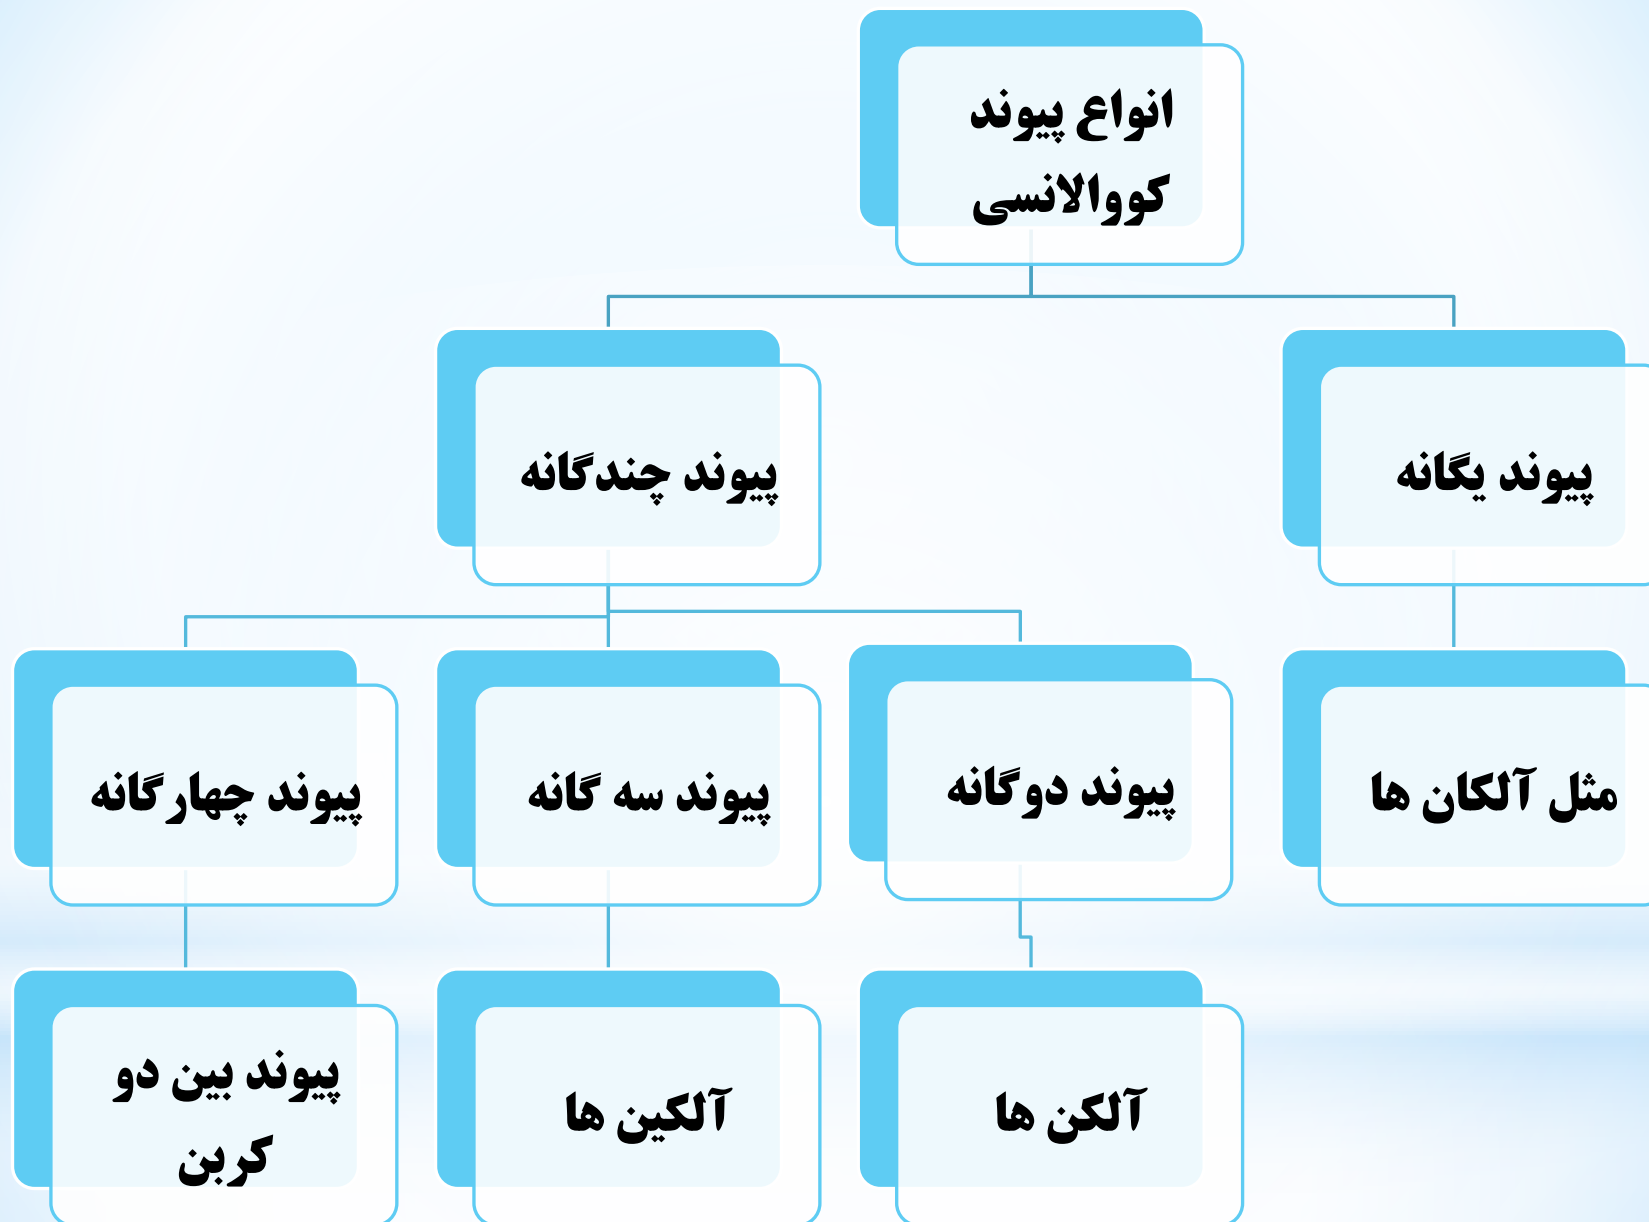 انواع پیوند
کووالانسی
پیوند یگانه
پیوند چندگانه
مثل آلکان ها
پیوند دوگانه
پیوند سه گانه
پیوند چهارگانه
آلکن ها
آلکین ها
پیوند بین دو
کربن